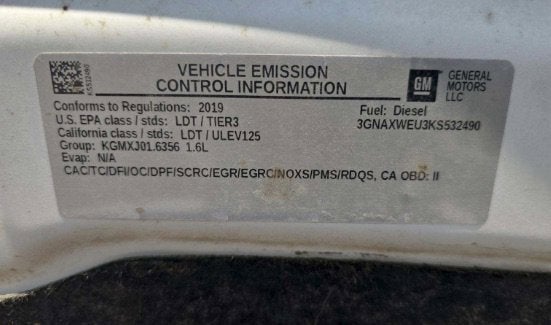 VEHICLE EMISSION
CONTROL INFORMATION
KS532490
GM
GENERAL
MOTORS
LLC
Conforms to Regulations: 2019
U.S. EPA class / stds: LDT / TIER3
California class / stds: LDT / ULEV125
Group: KGMXJ01.6356 1.6L
Evap: N/A
Fuel: Diesel
3GNAXWEU3KS532490
CAC/TC/DFI/OC/DPF/SCRC/EGR/EGRC/NOXS/PMS/RDQS, CA OBD: II